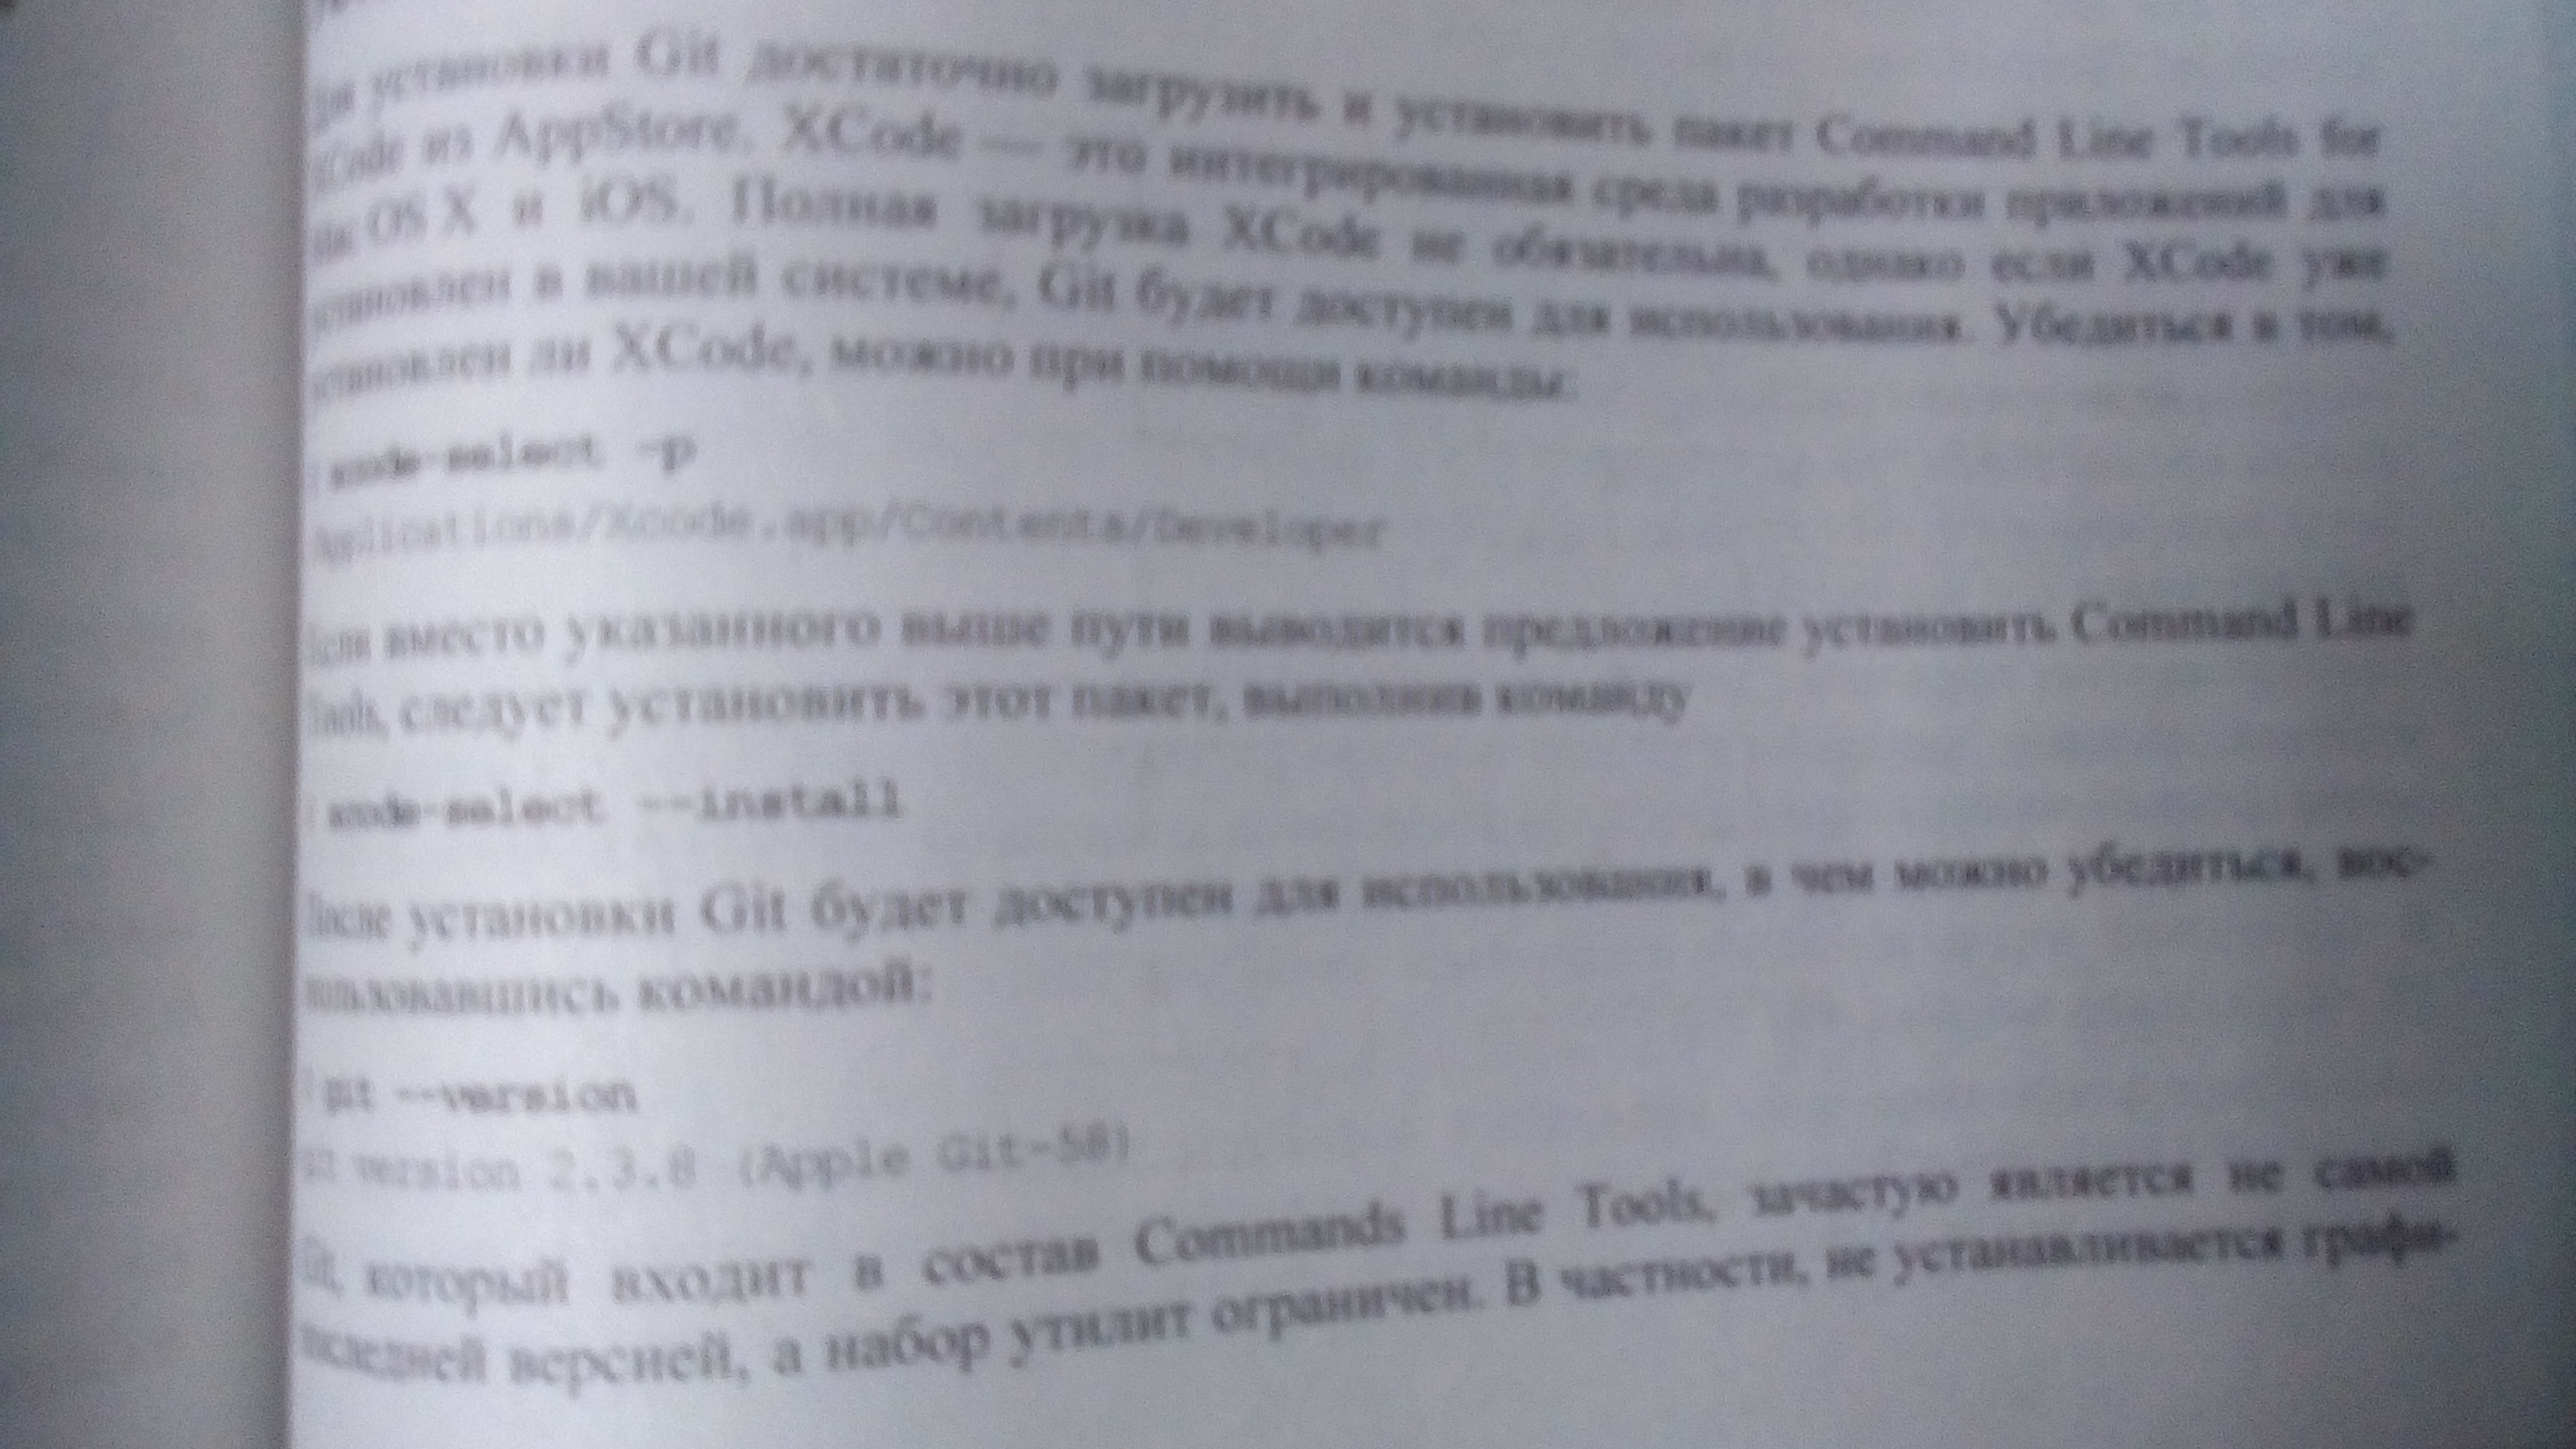 Для установки Git достаточно загрузить и установить пакет Command Line Tools for
XCode из AppStore. XCode — это интегрированная среда разработки приложений для
Mac OS X и iOS. Полная загрузка XCode не обязательна, однако если XCode уже
установлен в вашей системе, Git будет доступен для использования. Убедиться в том,
установлен ли XCode, можно при помощи команды:
xcode-select -p
Aplications/Xcode.app/Contents/Developer
Если вместо указанного выше пути выводится предложение установить Command Line
Tools, следует установить этот пакет, выполнив команду
xcode-select --install
После установки Git будет доступен для использования, в чем можно убедиться, вос-
пользовавшись командой:
git --version
git version 2.3.8 (Apple Git-58)
Git, который входит в состав Commands Line Tools, зачастую является не самой
последней версией, а набор утилит ограничен. В частности, не устанавливается графи-